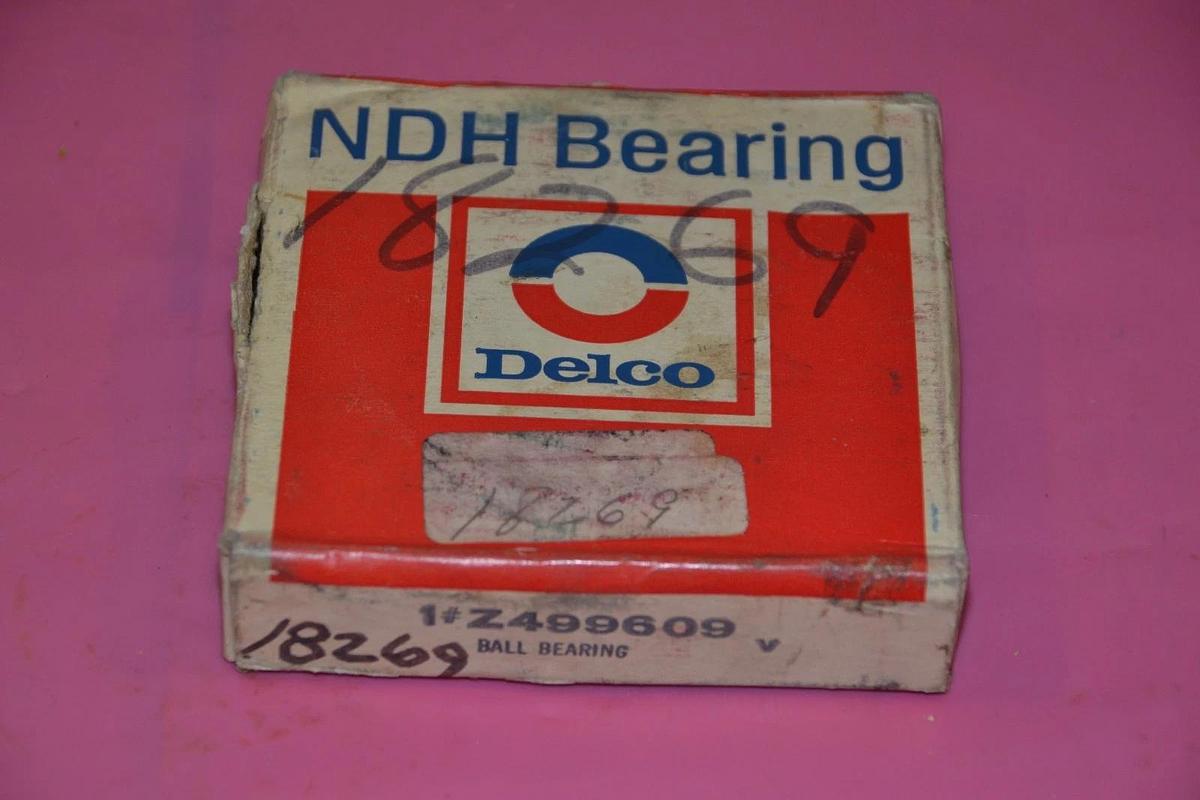 NDH Bearing
18269
Delco
18269
1#Z499609 v
18269 BALL BEARING